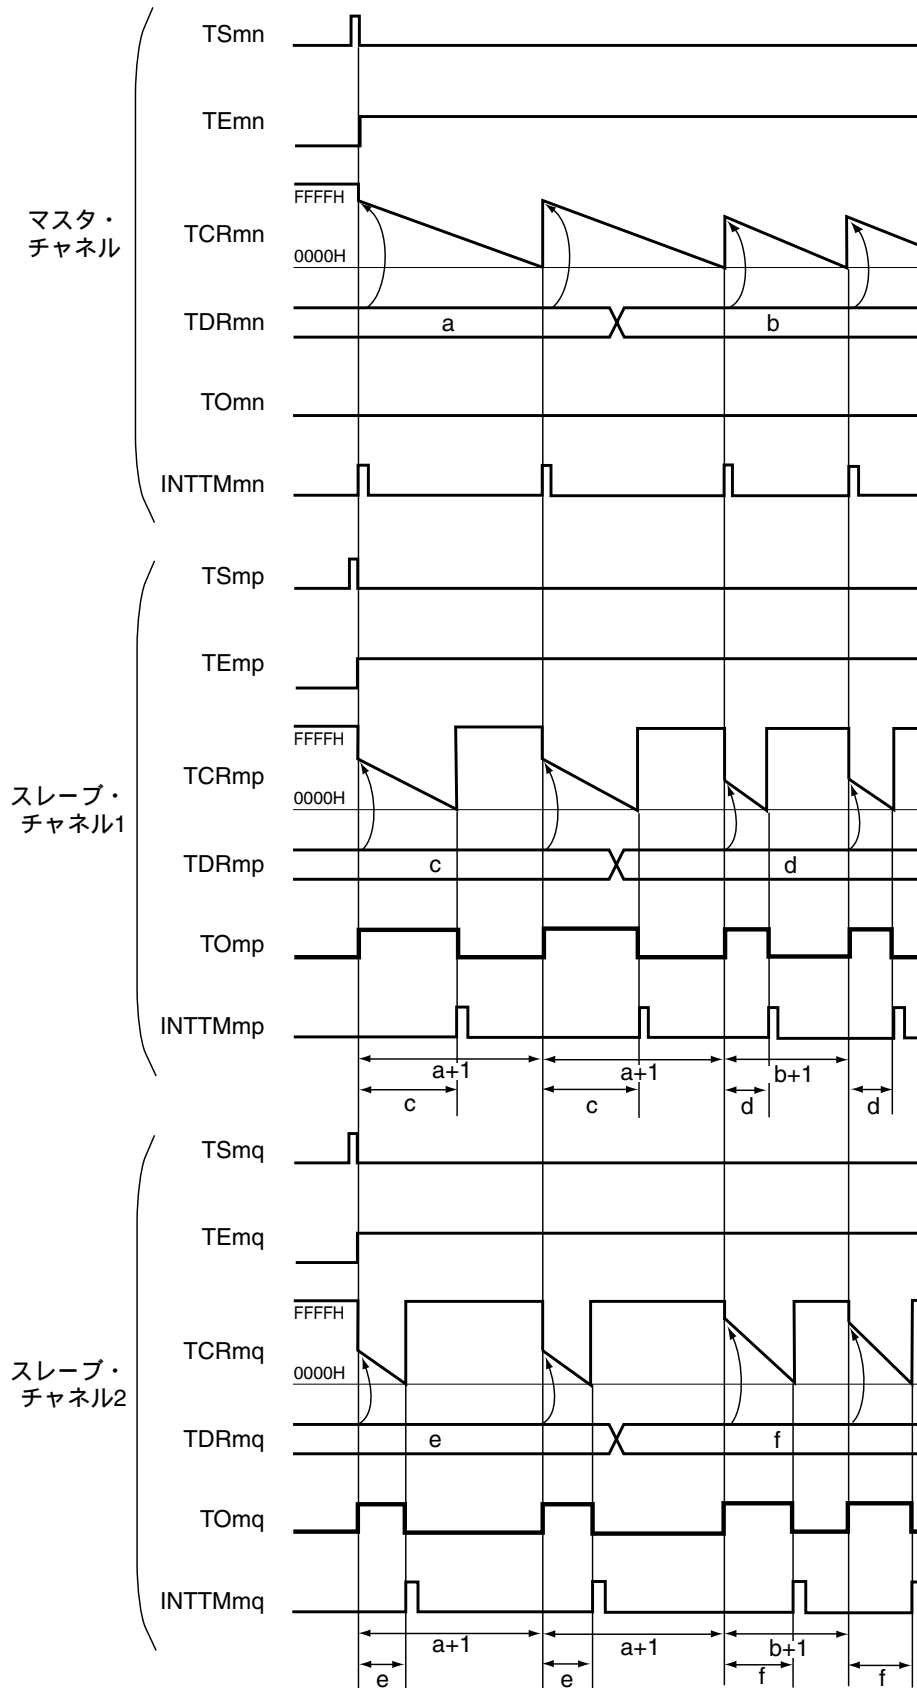 TSmn
TEmn
マスタ・
チャネル
FFFFH
TCRmn
0000H
TDRmn
a
b
TOmn
INTTMmn
TSmp
TEmp
スレーブ・
チャネル1
FFFFH
TCRmp
0000H
TDRmp
c
d
TOmp
INTTMmp
a+1
a+1
b+1
c
c
d
d
TSmq
TEmq
スレーブ・
チャネル2
FFFFH
TCRmq
0000H
TDRmq
e
f
TOmq
INTTMmq
a+1
a+1
b+1
e
e
f
f